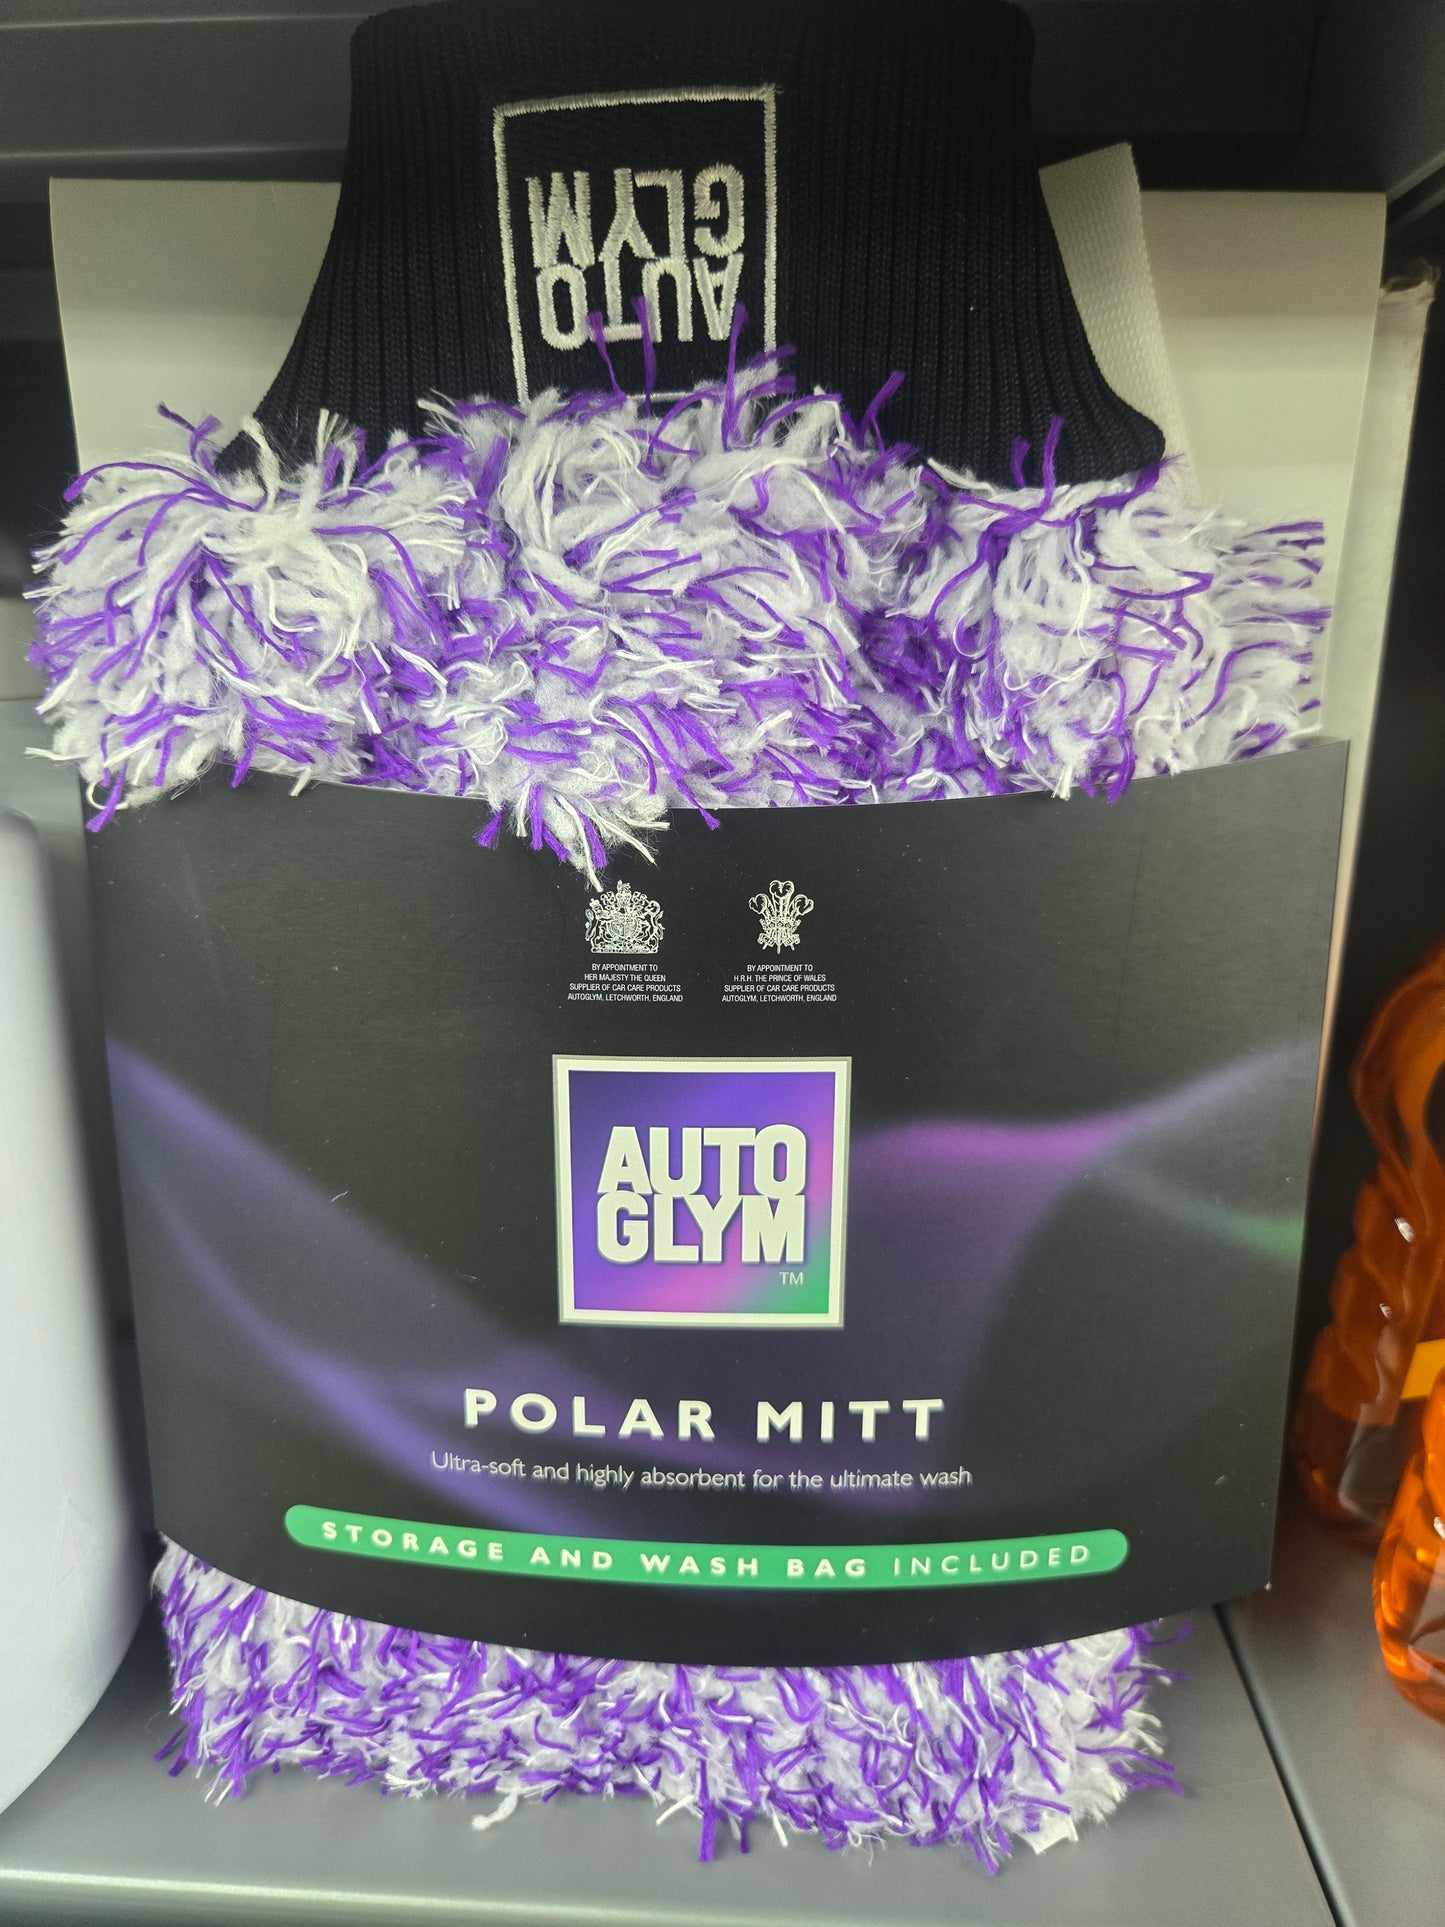 AUTO
GLYM
BY APPOINTMENT TO
HER MAJESTY THE QUEEN
SUPPLIER OF CAR CARE PRODUCTS
AUTOGLYM, LETCHWORTH, ENGLAND
BY APPOINTMENT TO
H.R.H. THE PRINCE OF WALES
SUPPLIER OF CAR CARE PRODUCTS
AUTOGLYM, LETCHWORTH, ENGLAND
AUTO
GLYM
TM
POLAR MITT
Ultra-soft and highly absorbent for the ultimate wash
STORAGE AND WASH BAG INCLUDED